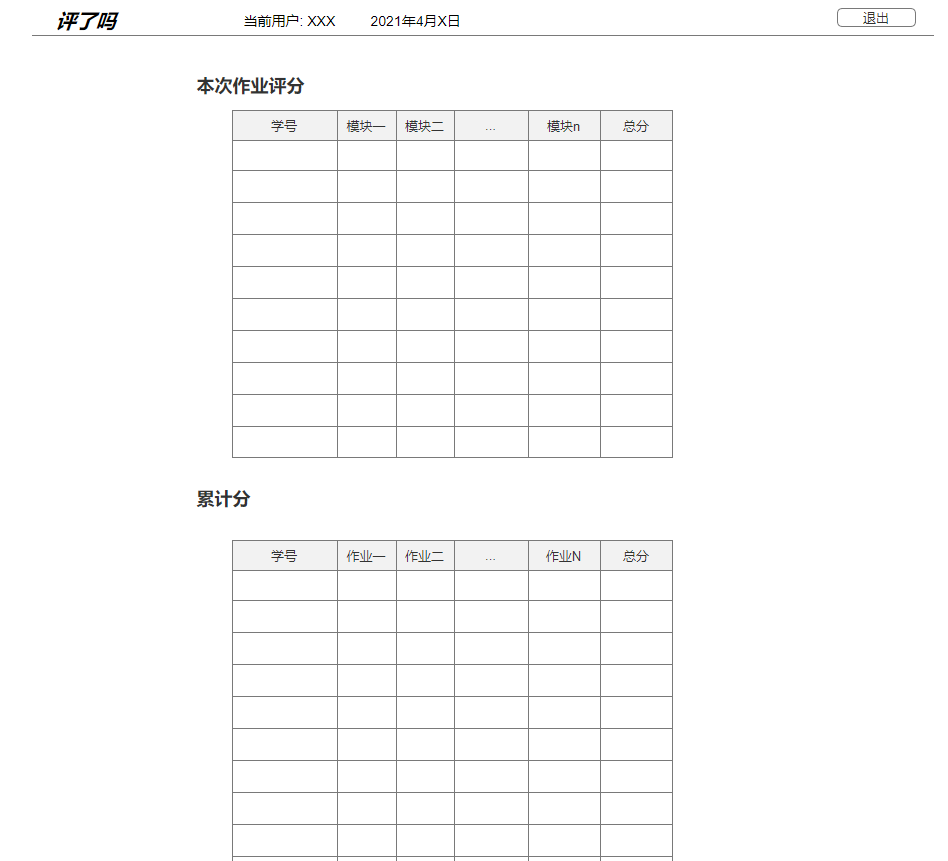 评了吗 当前用户: XXX 2021年4月X日 退出
本次作业评分
学号 模块一 模块二 ... 模块n 总分
累计分
学号 作业一 作业二 ... 作业N 总分